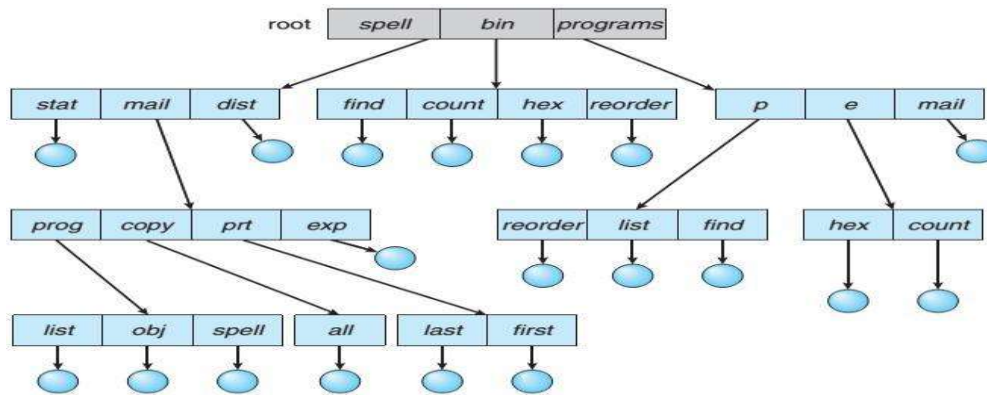 root spell bin programs
stat mail dist find count hex reorder p e mail
prog copy prt exp reorder list find hex count
list obj spell all last first